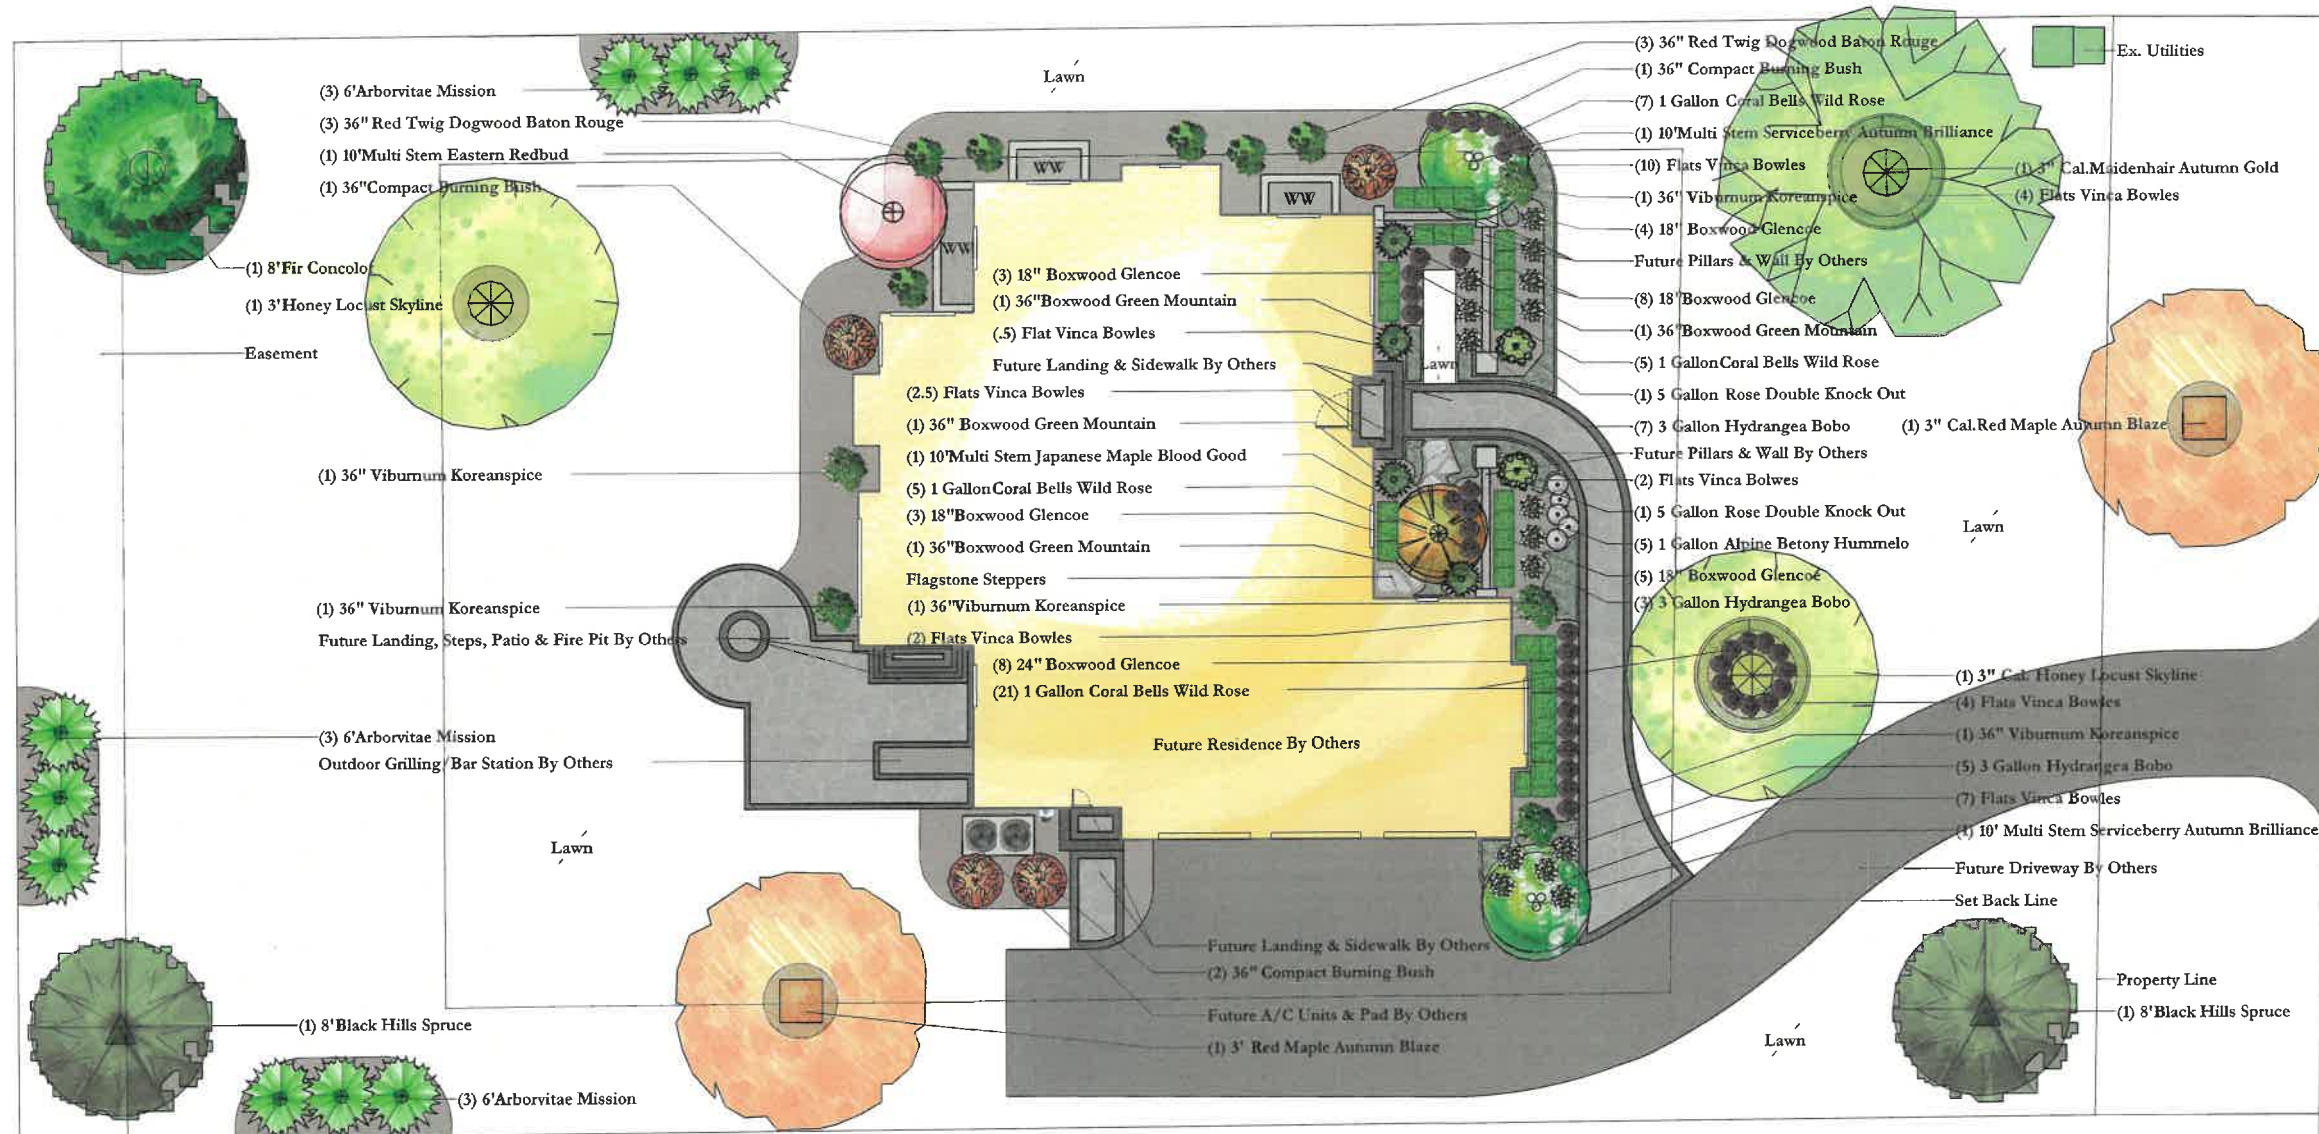 (3) 6'Arborvitae Mission
(3) 36" Red Twig Dogwood Baton Rouge
(1) 10'Multi Stem Eastern Redbud
(1) 36"Compact Burning Bush
(1) 8'Fir Concolor
(1) 3'Honey Locust Skyline
Easement
(1) 36" Viburnum Koreanspice
(1) 36" Viburnum Koreanspice
Future Landing, Steps, Patio & Fire Pit By Others
(3) 6'Arborvitae Mission
Outdoor Grilling/Bar Station By Others
Lawn
(1) 8'Black Hills Spruce
(3) 6'Arborvitae Mission
Lawn
WW
WW
WW
(3) 18" Boxwood Glencoe
(1) 36"Boxwood Green Mountain
(.5) Flat Vinca Bowles
Future Landing & Sidewalk By Others
(2.5) Flats Vinca Bowles
(1) 36" Boxwood Green Mountain
(1) 10'Multi Stem Japanese Maple Blood Good
(5) 1 GallonCoral Bells Wild Rose
(3) 18"Boxwood Glencoe
(1) 36"Boxwood Green Mountain
Flagstone Steppers
(1) 36"Viburnum Koreanspice
(2) Flats Vinca Bowles
(8) 24" Boxwood Glencoe
(21) 1 Gallon Coral Bells Wild Rose
Future Residence By Others
Lawn
Future Landing & Sidewalk By Others
(2) 36" Compact Burning Bush
Future A/C Units & Pad By Others
(1) 3' Red Maple Autumn Blaze
(3) 36" Red Twig Dogwood Baton Rouge
(1) 36" Compact Burning Bush
(7) 1 Gallon Coral Bells Wild Rose
(1) 10'Multi Stem Serviceberry Autumn Brilliance
(10) Flats Vinca Bowles
(1) 36" Viburnum Koreanspice
(4) 18" Boxwood Glencoe
Future Pillars & Wall By Others
(8) 18"Boxwood Glencoe
(1) 36"Boxwood Green Mountain
(5) 1 GallonCoral Bells Wild Rose
(1) 5 Gallon Rose Double Knock Out
(7) 3 Gallon Hydrangea Bobo
Future Pillars & Wall By Others
(2) Flats Vinca Bolwes
(1) 5 Gallon Rose Double Knock Out
(5) 1 Gallon Alpine Betony Hummelo
(5) 18" Boxwood Glencoe
(3) 3 Gallon Hydrangea Bobo
Ex. Utilities
(1) 3" Cal.Maidenhair Autumn Gold
(4) Flats Vinca Bowles
(1) 3" Cal.Red Maple Autumn Blaze
Lawn
(1) 3" Cal. Honey Locust Skyline
(4) Flats Vinca Bowles
(1) 36" Viburnum Koreanspice
(5) 3 Gallon Hydrangea Bobo
(7) Flats Vinca Bowles
(1) 10' Multi Stem Serviceberry Autumn Brilliance
Future Driveway By Others
Set Back Line
Property Line
(1) 8'Black Hills Spruce
Lawn